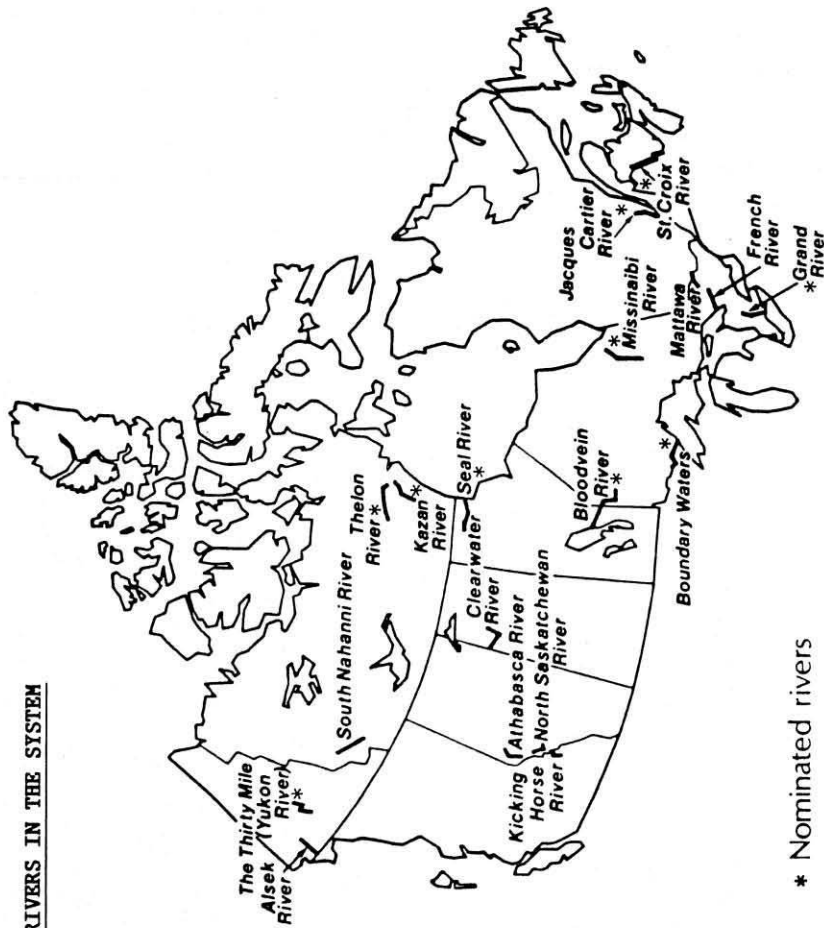 RIVERS IN THE SYSTEM
The Thirty Mile
(Yukon
River)
*
Alsek
River
South Nahanni River
Thelon
River *
Kazan
River
*
Seal River
*
Clearwater
River
Athabasca River
North Saskatchewan
River
Kicking
Horse
River
Bloodvein
River
*
Boundary Waters
*
*
Missinaibi
River
Mattawa
River
Jacques
Cartier
River
*
*
St. Croix
River
French
River
Grand
* River
* Nominated rivers